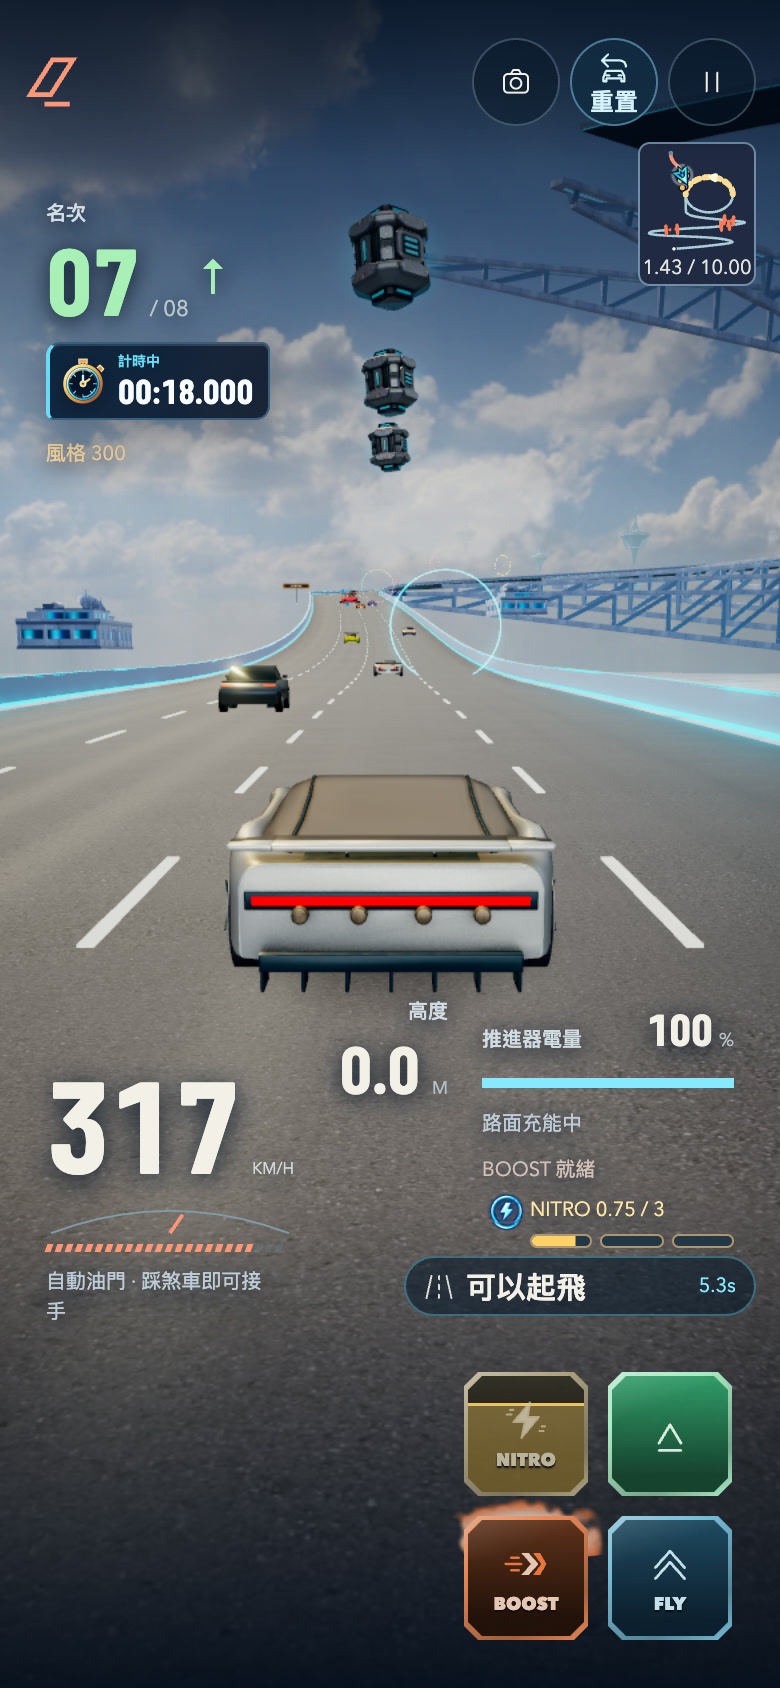 重置
1.43 / 10.00
名次
07 / 08
計時中
00:18.000
風格 300
高度
0.0 M
推進器電量 100 %
路面充能中
BOOST 就緒
NITRO 0.75 / 3
317 KM/H
自動油門 · 踩煞車即可接
手
可以起飛 5.3s
NITRO
BOOST
FLY